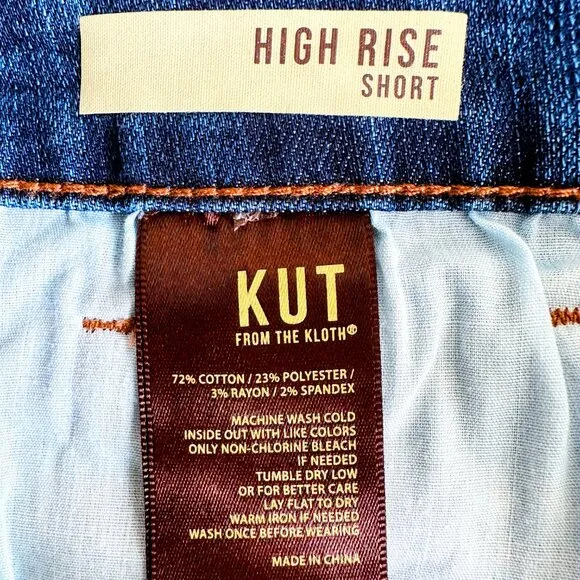 HIGH RISE
SHORT
KUT
FROM THE KLOTH®
72% COTTON / 23% POLYESTER /
3% RAYON / 2% SPANDEX
MACHINE WASH COLD
INSIDE OUT WITH LIKE COLORS
ONLY NON-CHLORINE BLEACH
IF NEEDED
TUMBLE DRY LOW
OR FOR BETTER CARE
LAY FLAT TO DRY
WARM IRON IF NEEDED
WASH ONCE BEFORE WEARING
MADE IN CHINA